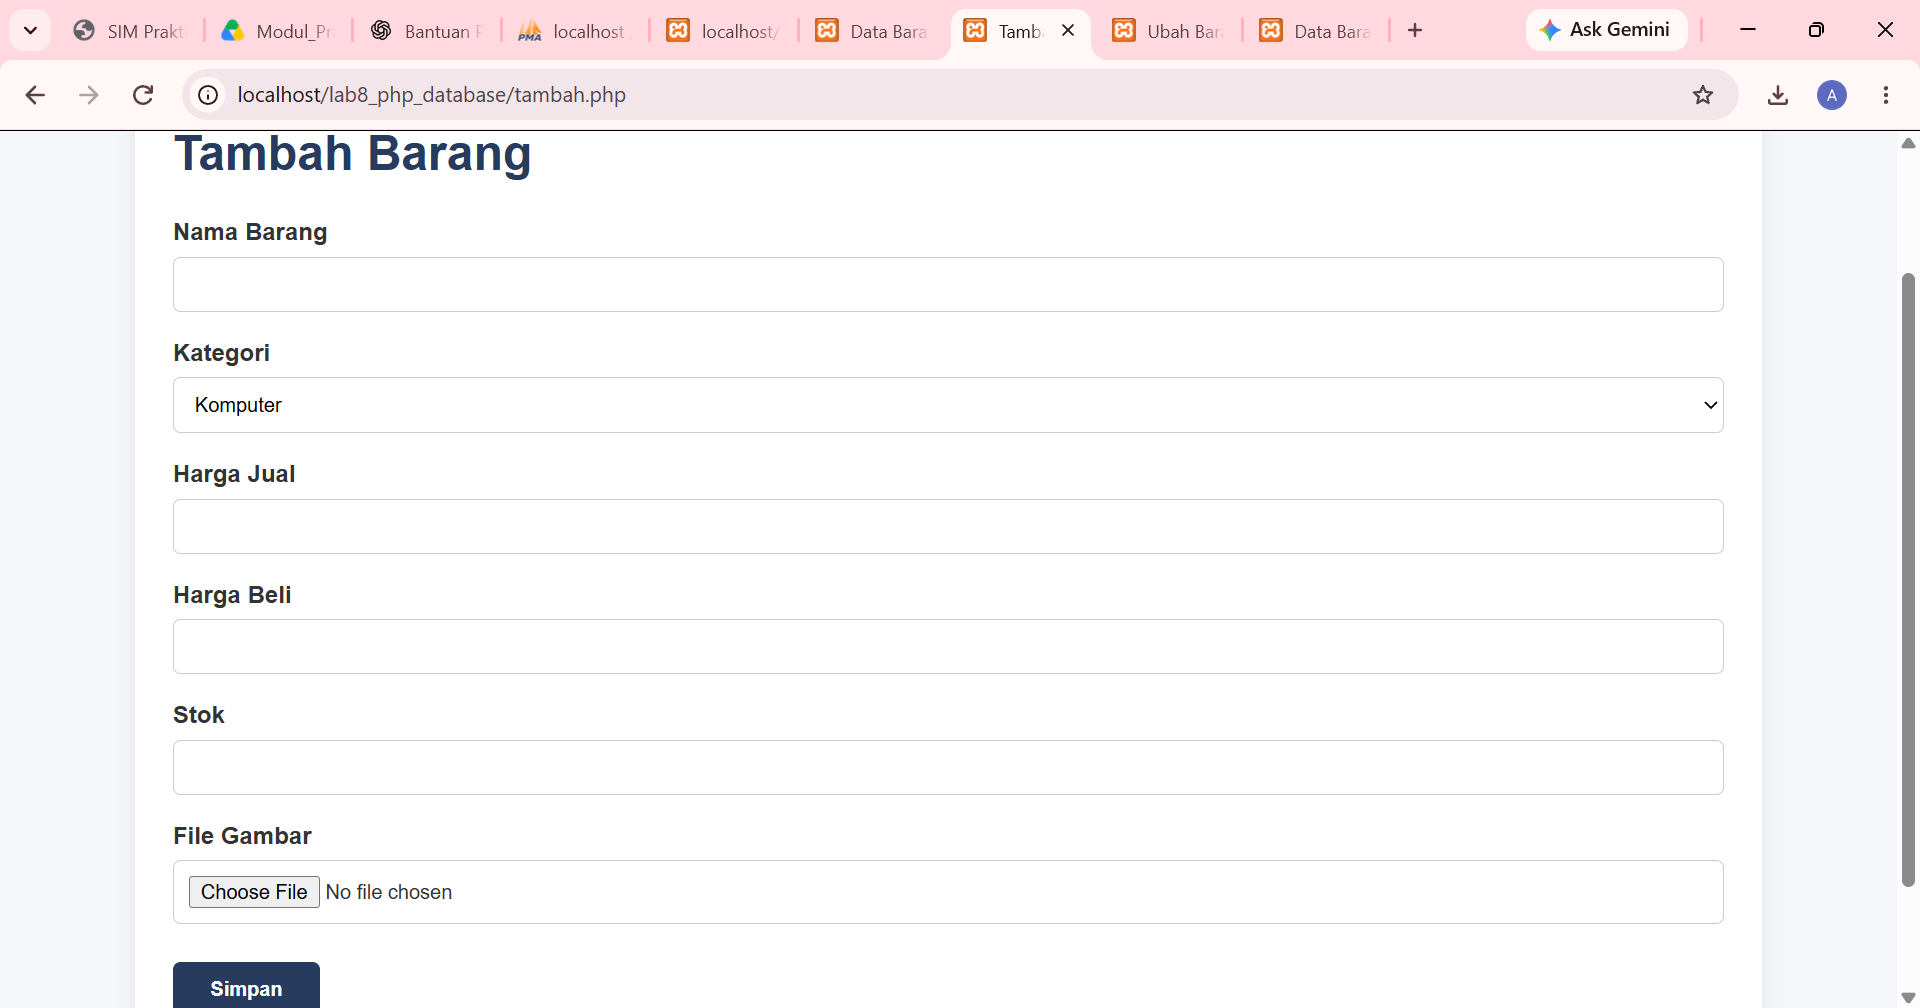 SIM Prakt
Modul_Pr
Bantuan P
PMA
localhost
localhost/
Data Bara
Tamb
Ubah Bar
Data Bara
Ask Gemini
localhost/lab8_php_database/tambah.php
A
Tambah Barang
Nama Barang
Kategori
Komputer
Harga Jual
Harga Beli
Stok
File Gambar
Choose File No file chosen
Simpan